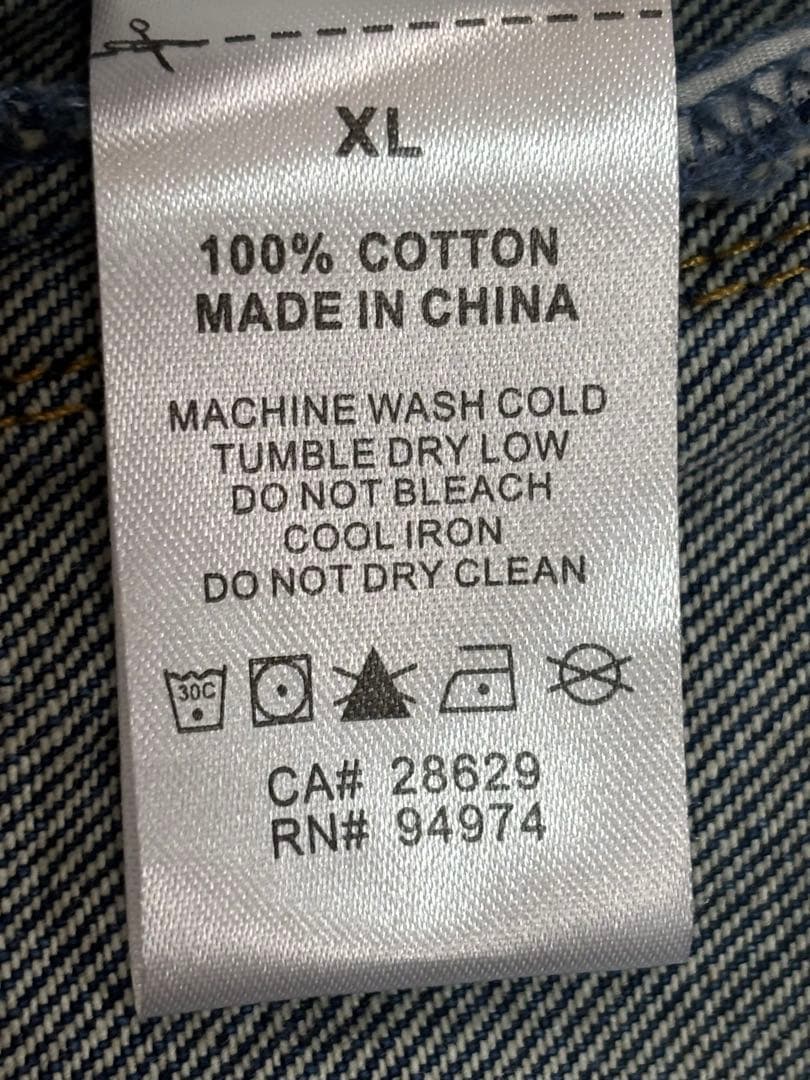 XL
100% COTTON
MADE IN CHINA
MACHINE WASH COLD
TUMBLE DRY LOW
DO NOT BLEACH
COOL IRON
DO NOT DRY CLEAN
30C
CA# 28629
RN# 94974